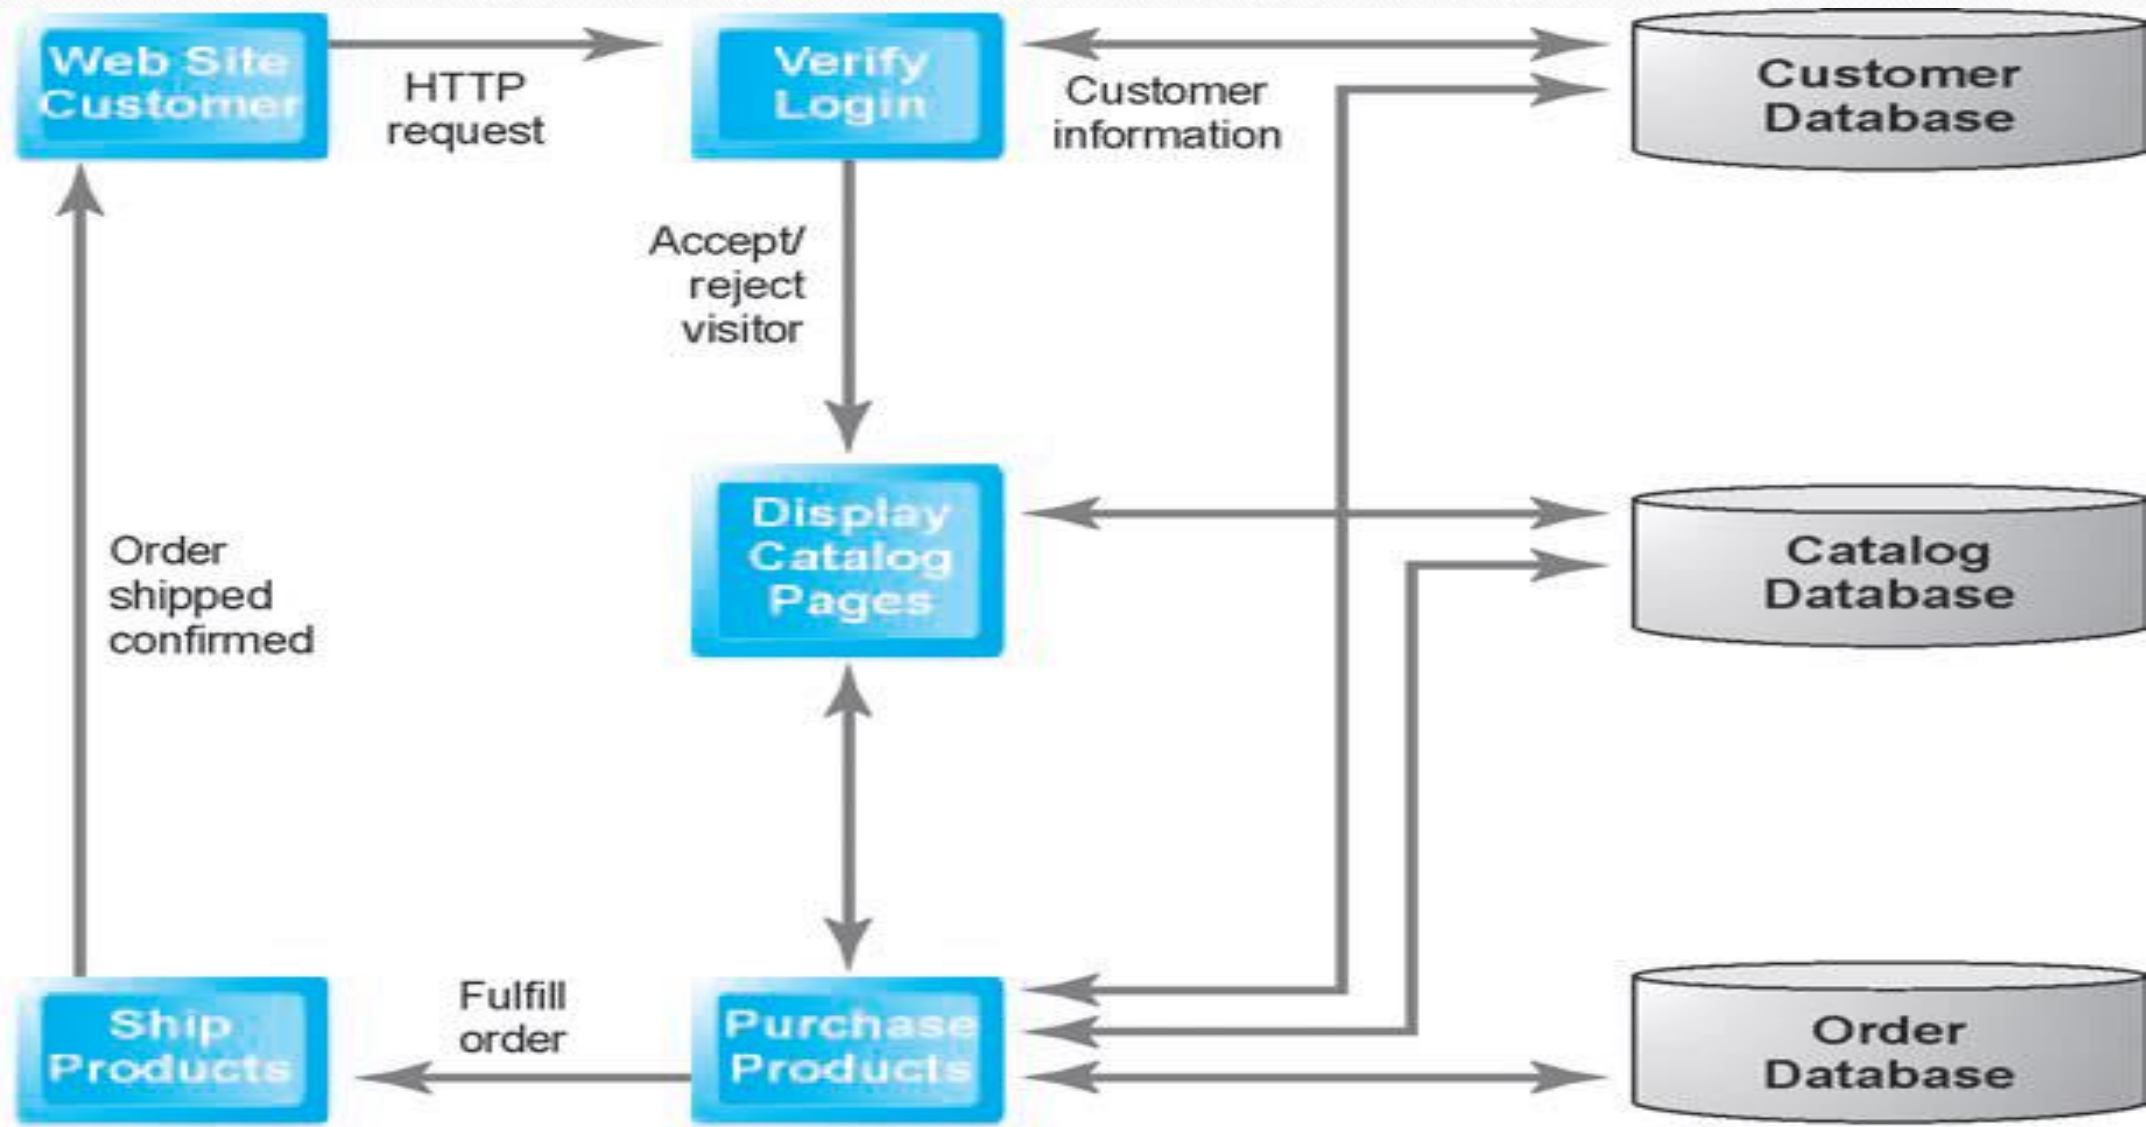 Web Site
Customer
HTTP
request
Verify
Login
Customer
information
Customer
Database
Accept/
reject
visitor
Order
shipped
confirmed
Display
Catalog
Pages
Catalog
Database
Ship
Products
Fulfill
order
Purchase
Products
Order
Database